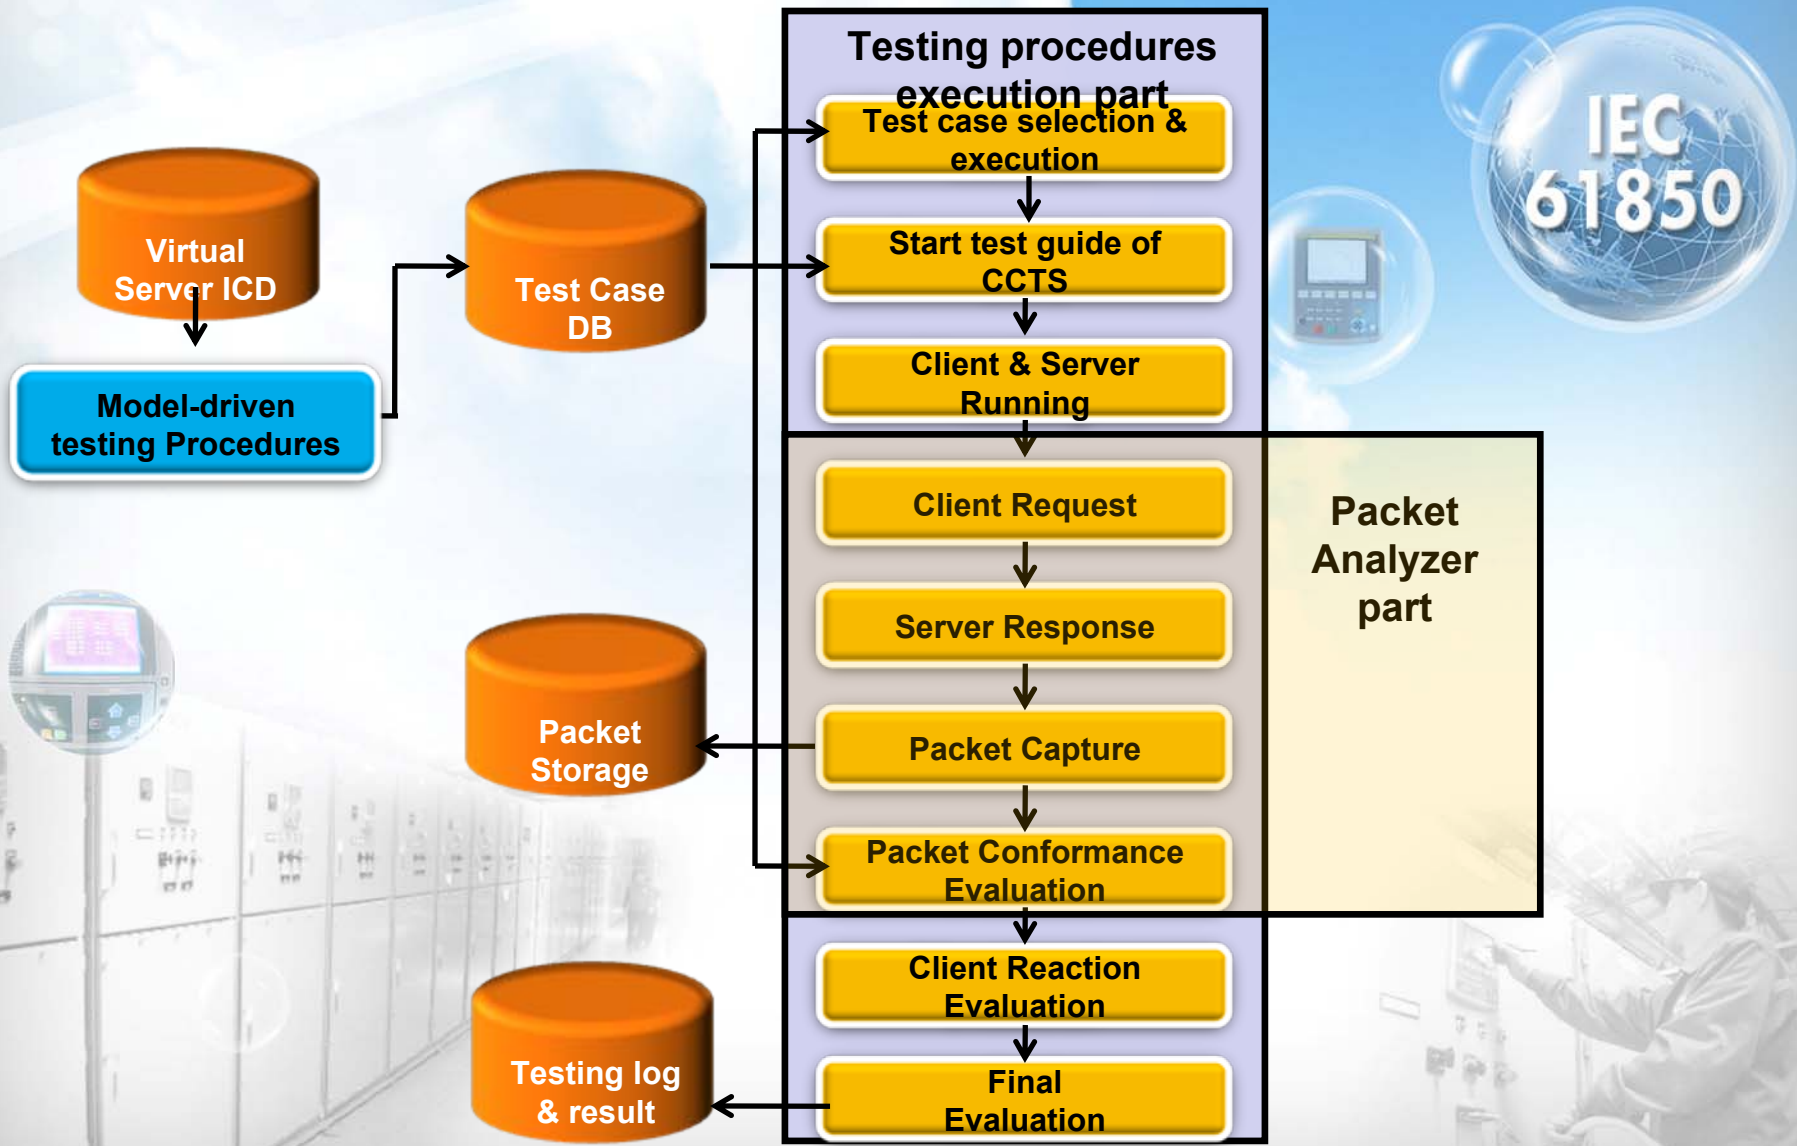 Testing procedures
execution part
Test case selection &
execution
IEC
61850
Virtual
Server ICD
Test Case
DB
Start test guide of
CCTS
Client & Server
Running
Model-driven
testing Procedures
Client Request
Packet
Analyzer
part
Server Response
Packet
Storage
Packet Capture
Packet Conformance
Evaluation
Client Reaction
Evaluation
Testing log
& result
Final
Evaluation